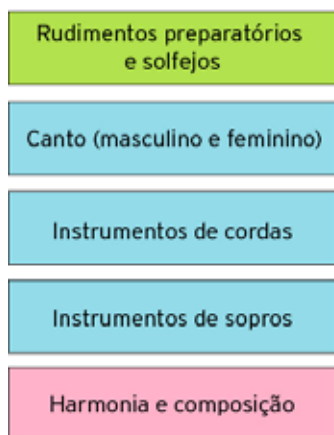 Rudimentos preparatórios
e solfejos
Canto (masculino e feminino)
Instrumentos de cordas
Instrumentos de sopros
Harmonia e composição